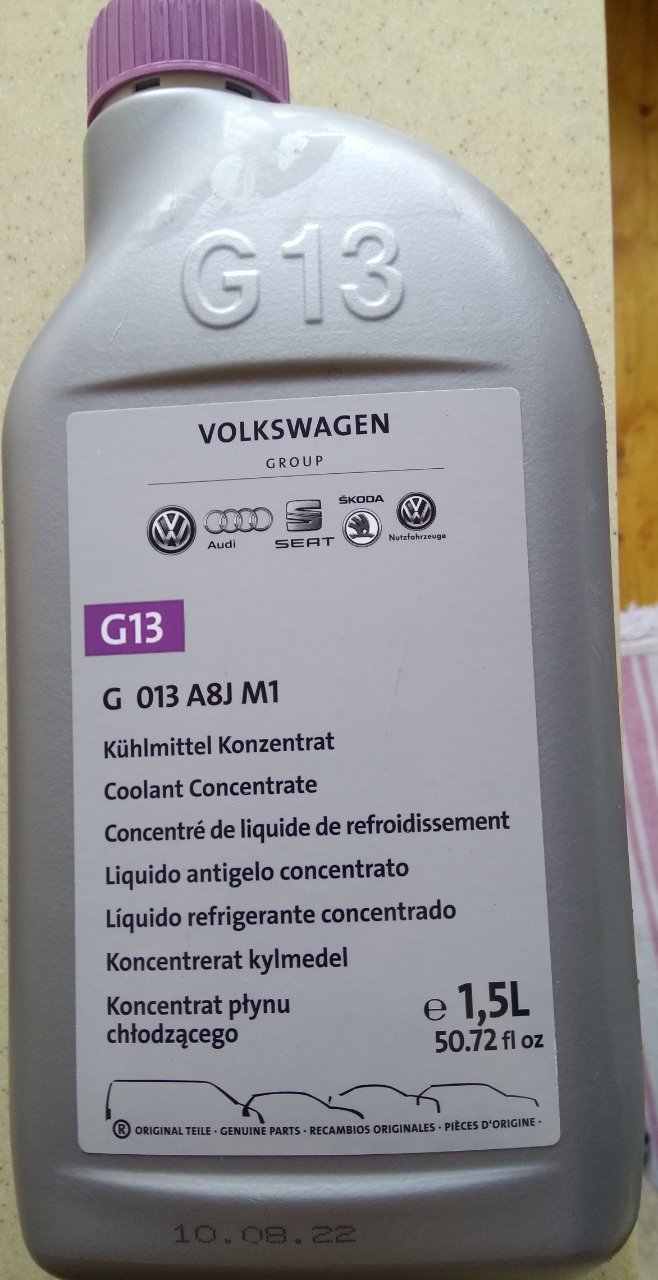 G13
VOLKSWAGEN
GROUP
Audi
SEAT
ŠKODA
Nutzfahrzeuge
G13
G 013 A8J M1
Kühlmittel Konzentrat
Coolant Concentrate
Concentré de liquide de refroidissement
Liquido antigelo concentrato
Líquido refrigerante concentrado
Koncentrerat kylmedel
Koncentrat płynu
chłodzącego
e 1,5L
50.72 fl oz
® ORIGINAL TEILE · GENUINE PARTS · RECAMBIOS ORIGINALES · PIÈCES D'ORIGINE ·
10.08.22